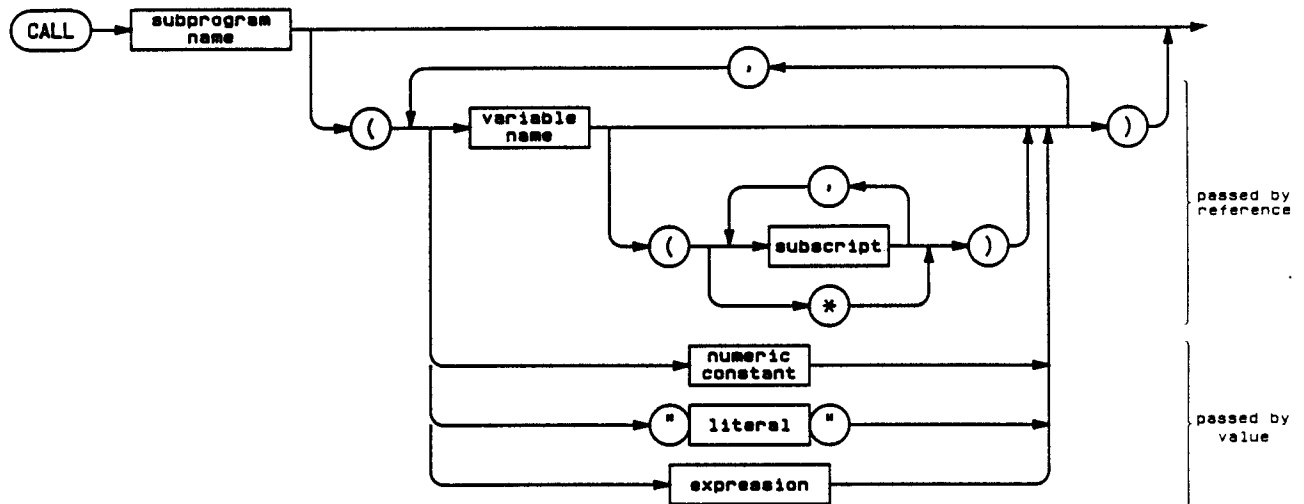 CALL
subprogram
name
,
(
variable
name
)
,
(
subscript
)
*
passed by
reference
numeric
constant
" literal "
passed by
value
expression